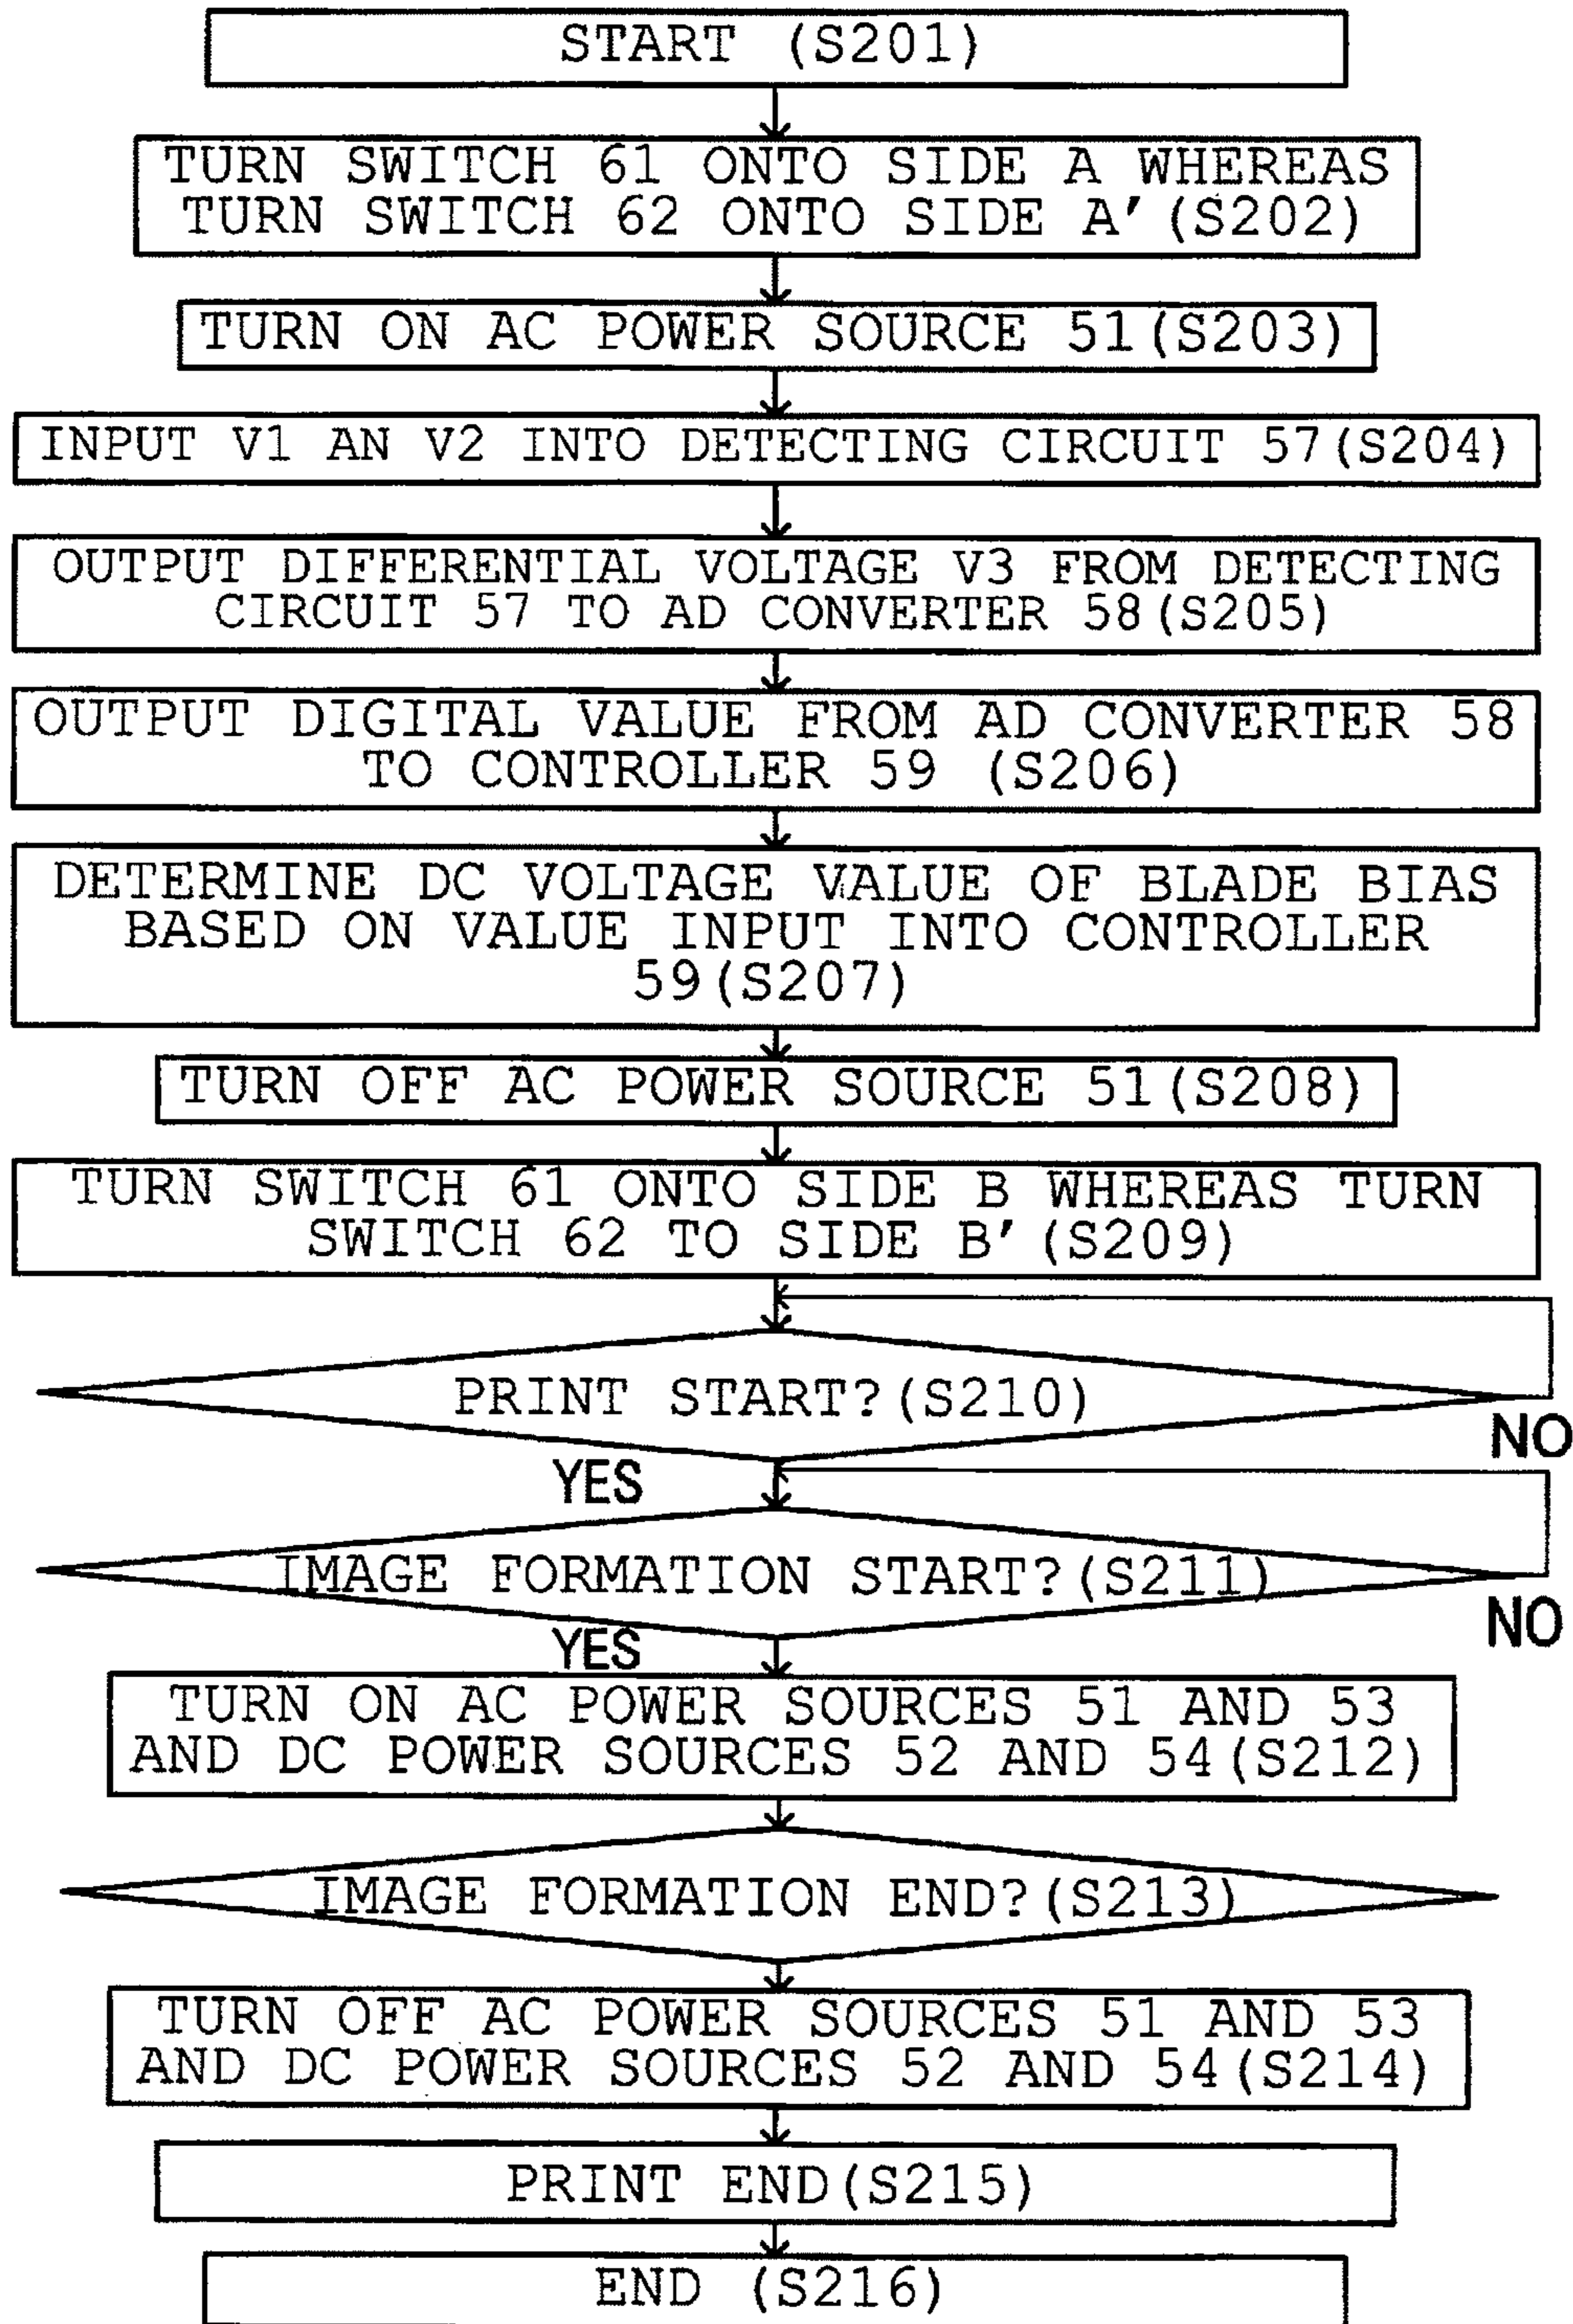 START (S201)
TURN SWITCH 61 ONTO SIDE A WHEREAS
TURN SWITCH 62 ONTO SIDE A'(S202)
TURN ON AC POWER SOURCE 51(S203)
INPUT V1 AN V2 INTO DETECTING CIRCUIT 57(S204)
OUTPUT DIFFERENTIAL VOLTAGE V3 FROM DETECTING
CIRCUIT 57 TO AD CONVERTER 58(S205)
OUTPUT DIGITAL VALUE FROM AD CONVERTER 58
TO CONTROLLER 59 (S206)
DETERMINE DC VOLTAGE VALUE OF BLADE BIAS
BASED ON VALUE INPUT INTO CONTROLLER
59(S207)
TURN OFF AC POWER SOURCE 51(S208)
TURN SWITCH 61 ONTO SIDE B WHEREAS TURN
SWITCH 62 TO SIDE B'(S209)
PRINT START?(S210)
NO
YES
IMAGE FORMATION START?(S211)
NO
YES
TURN ON AC POWER SOURCES 51 AND 53
AND DC POWER SOURCES 52 AND 54(S212)
IMAGE FORMATION END?(S213)
TURN OFF AC POWER SOURCES 51 AND 53
AND DC POWER SOURCES 52 AND 54(S214)
PRINT END(S215)
END (S216)